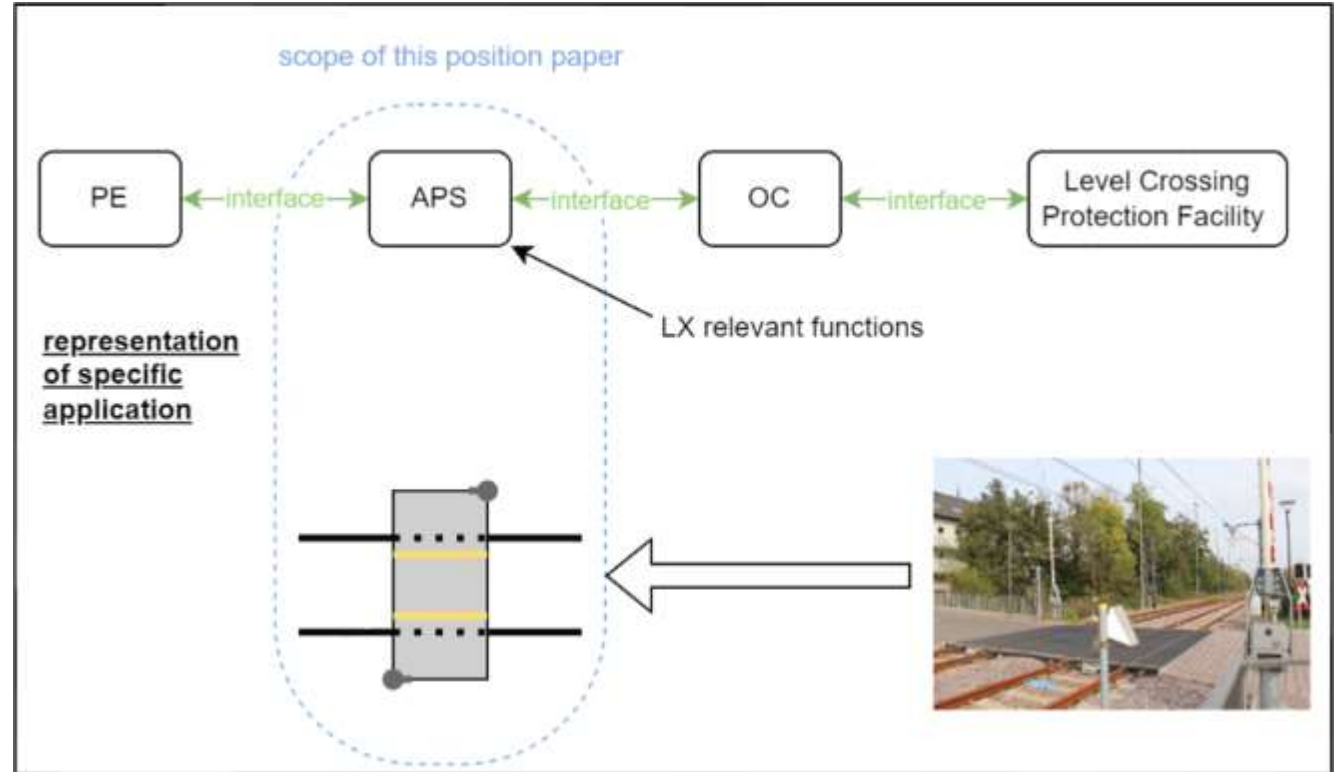 scope of this position paper
PE
interface
APS
interface
OC
interface
Level Crossing
Protection Facility
LX relevant functions
representation
of specific
application